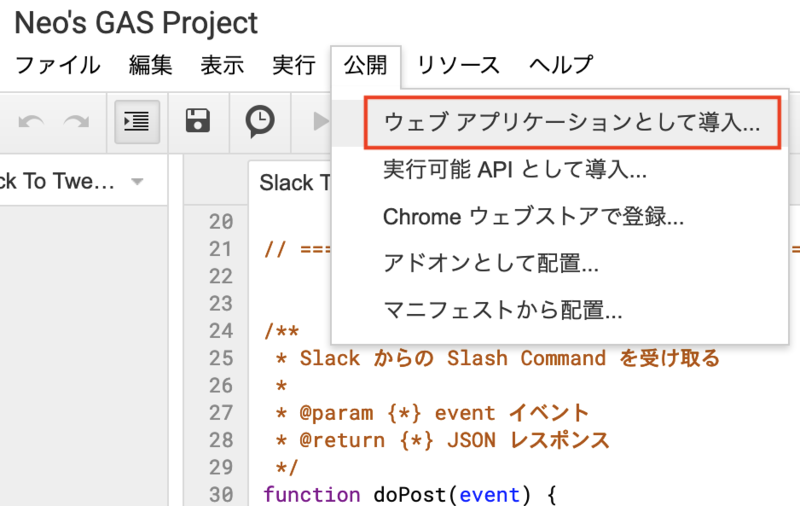 Neo's GAS Project
ファイル 編集 表示 実行 公開 リソース ヘルプ
ウェブ アプリケーションとして導入...
実行可能 API として導入...
Chrome ウェブストアで登録...
アドオンとして配置...
マニフェストから配置...
ck To Twe...
Slack T
20
21 // ===
22
23
24 /**
25 * Slack からの Slash Command を受け取る
26 *
27 * @param {*} event イベント
28 * @return {*} JSON レスポンス
29 */
30 function doPost(event) {